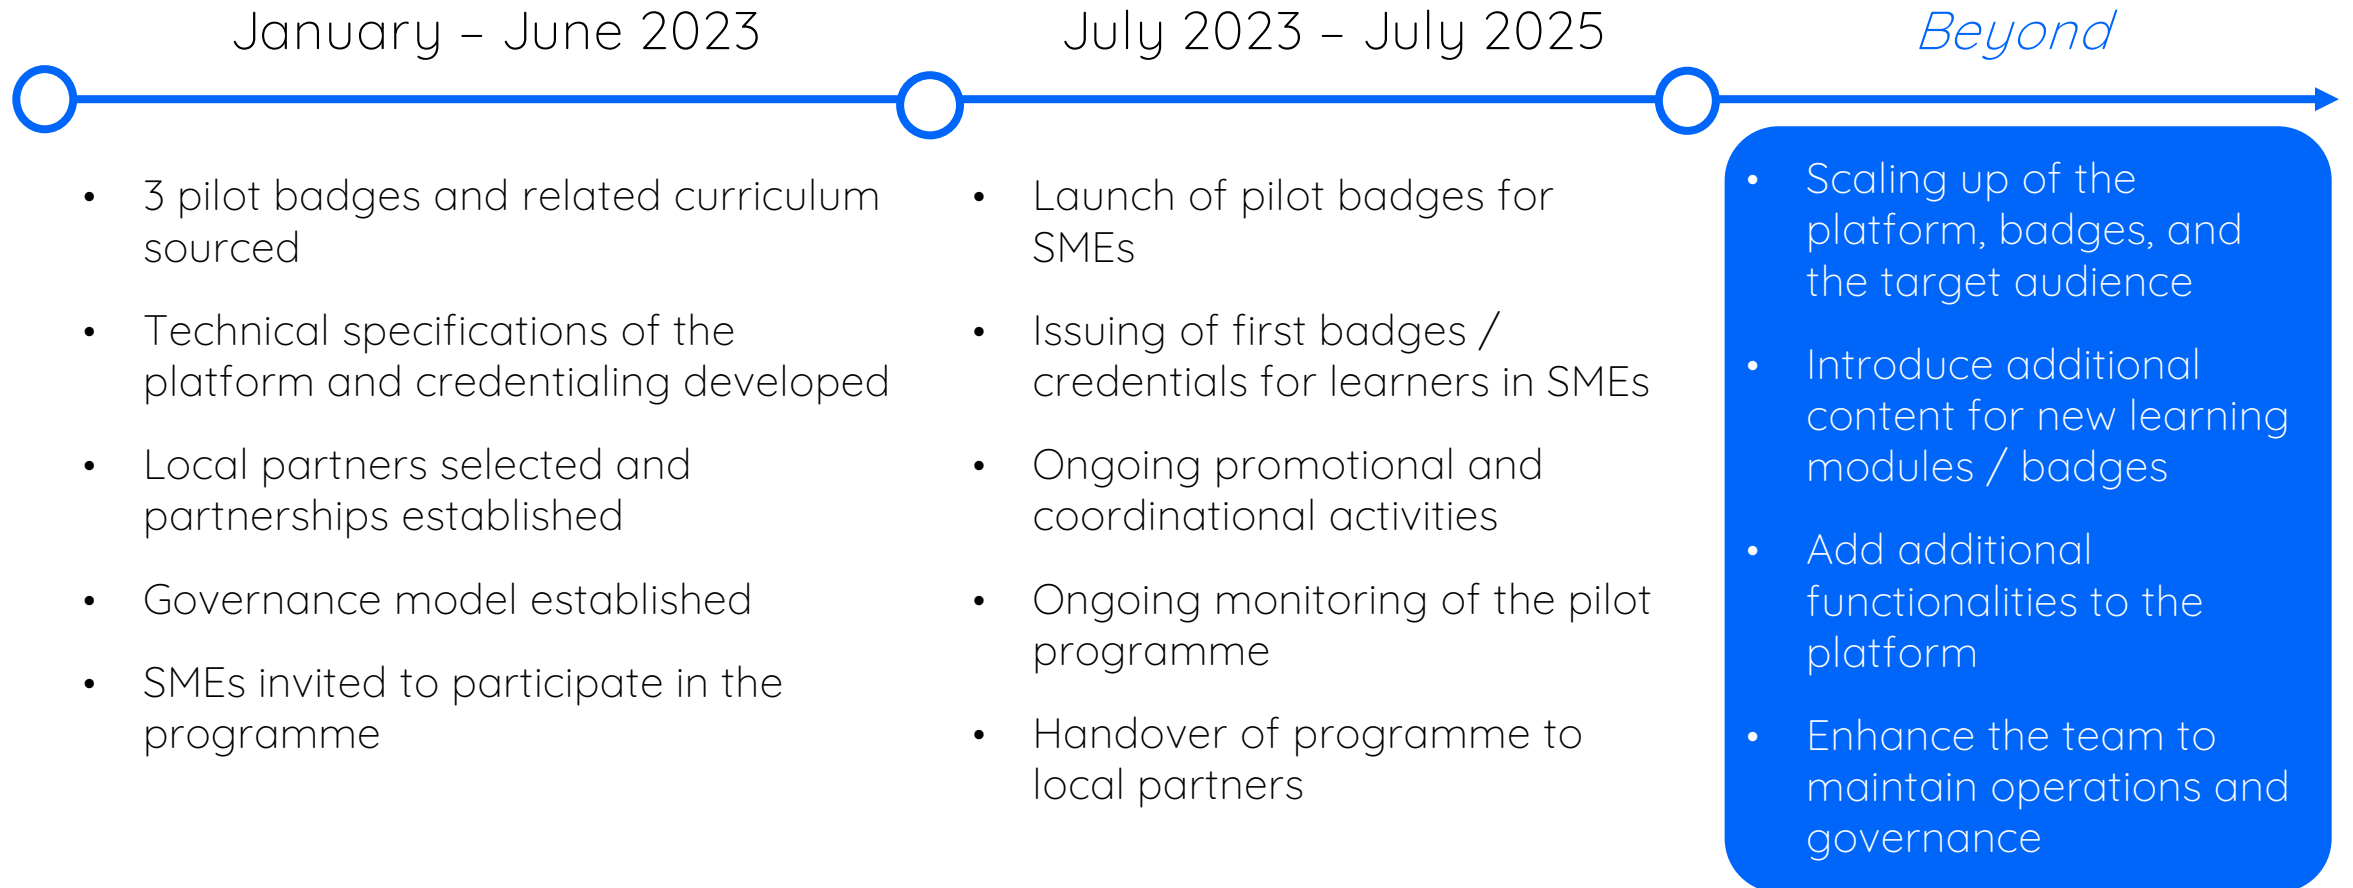 January – June 2023
July 2023 – July 2025
Beyond
• 3 pilot badges and related curriculum
sourced
• Technical specifications of the
platform and credentialing developed
• Local partners selected and
partnerships established
• Governance model established
• SMEs invited to participate in the
programme
• Launch of pilot badges for
SMEs
• Issuing of first badges /
credentials for learners in SMEs
• Ongoing promotional and
coordinational activities
• Ongoing monitoring of the pilot
programme
• Handover of programme to
local partners
• Scaling up of the
platform, badges, and
the target audience
• Introduce additional
content for new learning
modules / badges
• Add additional
functionalities to the
platform
• Enhance the team to
maintain operations and
governance